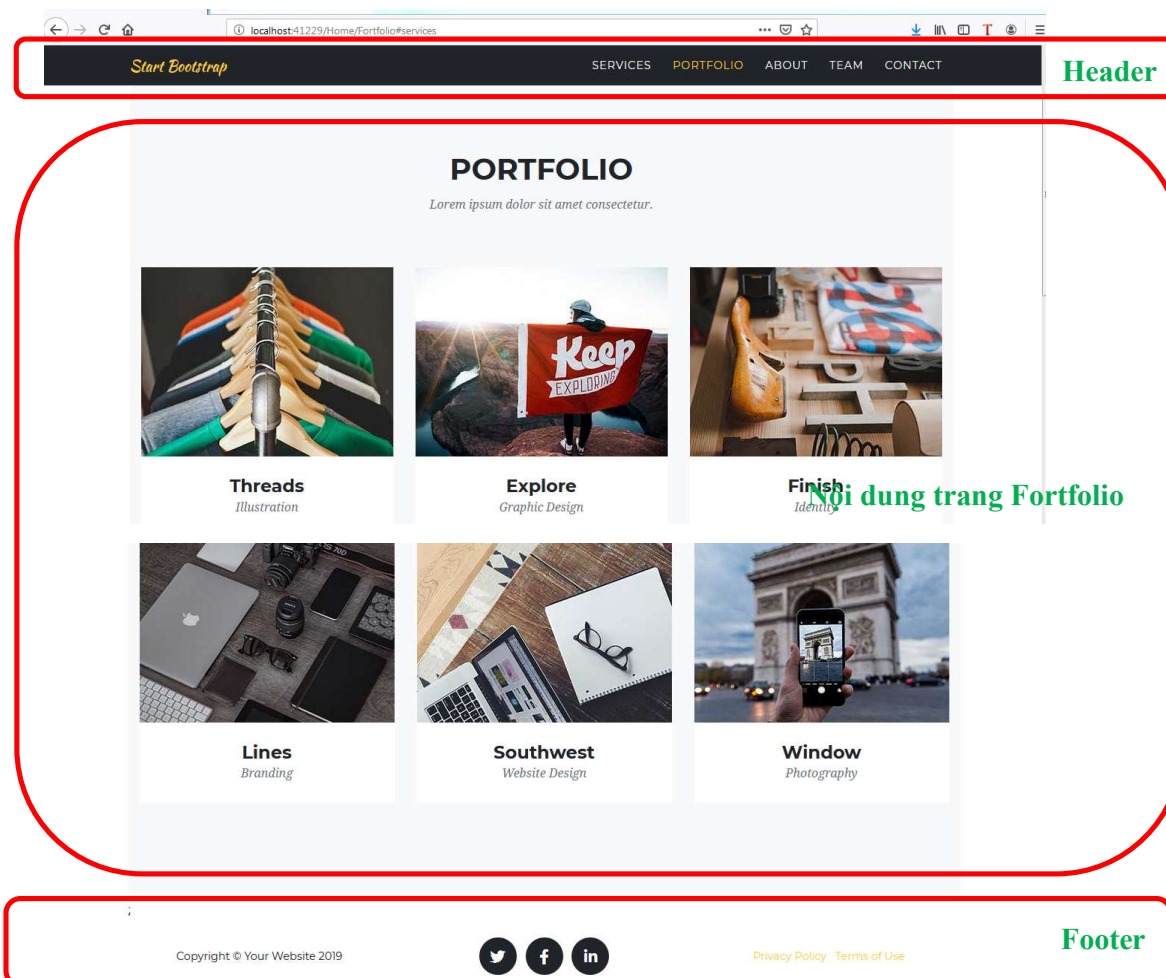 localhost:41229/Home/Fortfolio#services
Start Bootstrap SERVICES PORTFOLIO ABOUT TEAM CONTACT
Header
PORTFOLIO
Lorem ipsum dolor sit amet consectetur.
Keep
EXPLORING
Threads Explore Finish
Nội dung trang Fortfolio
Illustration Graphic Design Identity
Lines Southwest Window
Branding Website Design Photography
;
Footer
Copyright © Your Website 2019 Privacy Policy Terms of Use